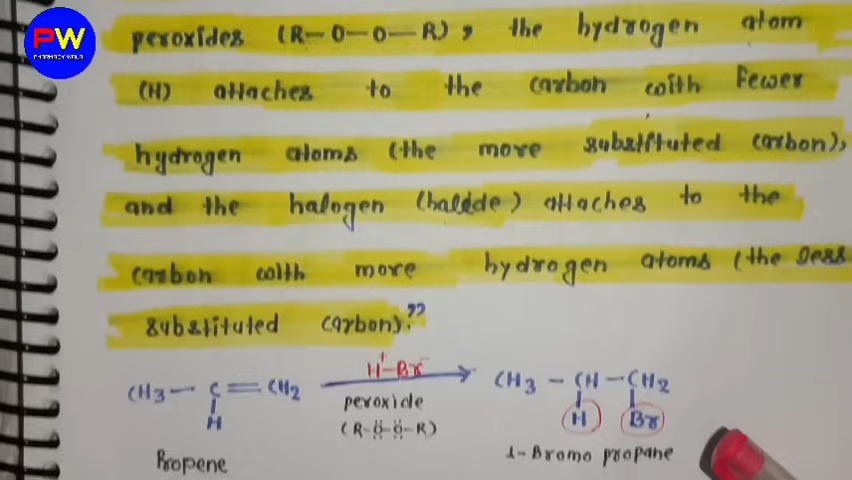 PW
PHARMACY WALA
peroxides (R-O-O-R), the hydrogen atom
(H) attaches to the carbon with Fewer
hydrogen atoms (the more substituted carbon),
and the halogen (halide) attaches to the
carbon with more hydrogen atoms (the less
substituted carbon)."
H⁺-Br⁻
CH3 - C = CH2 → CH3 - CH - CH2
peroxide
H H Br
(R-Ö-Ö-R)
Propene 1-Bromo propane